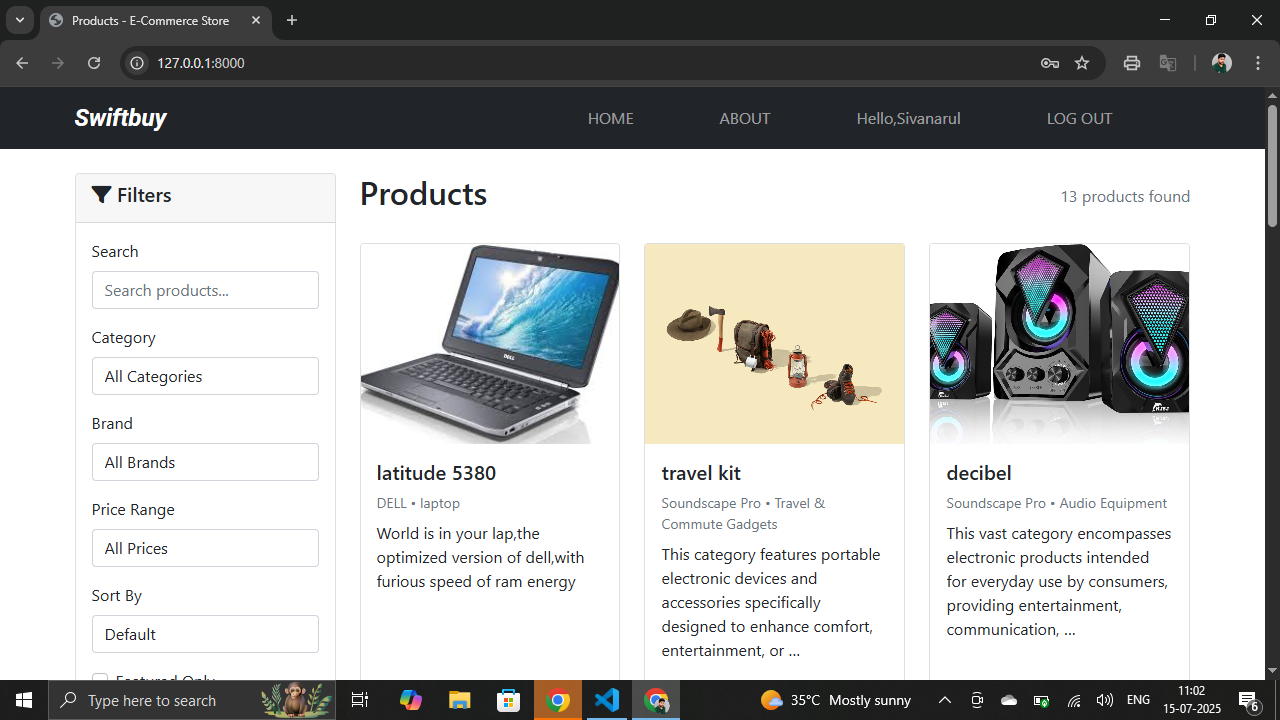 Products - E-Commerce Store
127.0.0.1:8000
Swiftbuy
HOME
ABOUT
Hello,Sivanarul
LOG OUT
Filters
Search
Search products...
Category
All Categories
Brand
All Brands
Price Range
All Prices
Sort By
Default
Featured Only
Products
13 products found
DELL
latitude 5380
DELL • laptop
World is in your lap,the
optimized version of dell,with
furious speed of ram energy
travel kit
Soundscape Pro • Travel &
Commute Gadgets
This category features portable
electronic devices and
accessories specifically
designed to enhance comfort,
entertainment, or ...
decibel
Soundscape Pro • Audio Equipment
This vast category encompasses
electronic products intended
for everyday use by consumers,
providing entertainment,
communication, ...
Type here to search
35°C Mostly sunny
ENG
11:02
15-07-2025
6